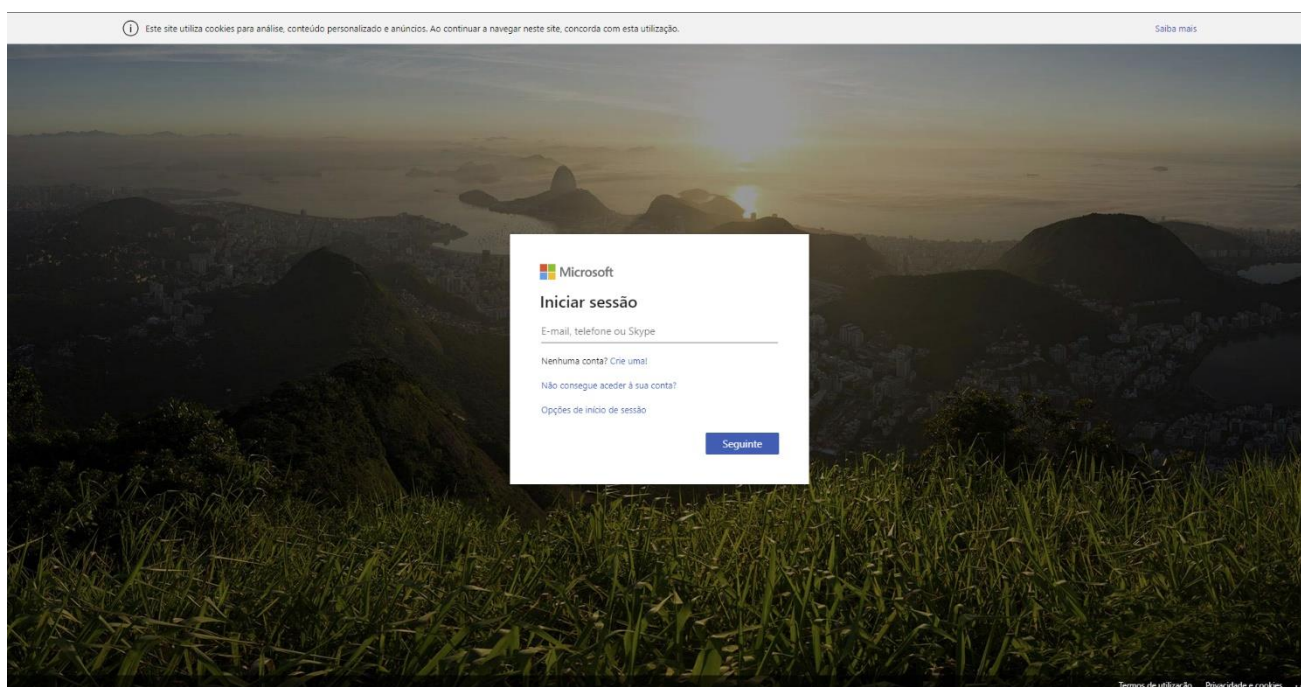 Este site utiliza cookies para análise, conteúdo personalizado e anúncios. Ao continuar a navegar neste site, concorda com esta utilização.
Saiba mais
Microsoft
Iniciar sessão
E-mail, telefone ou Skype
Nenhuma conta? Crie uma!
Não consegue aceder à sua conta?
Opções de início de sessão
Seguinte
Termos de utilização Privacidade e cookies